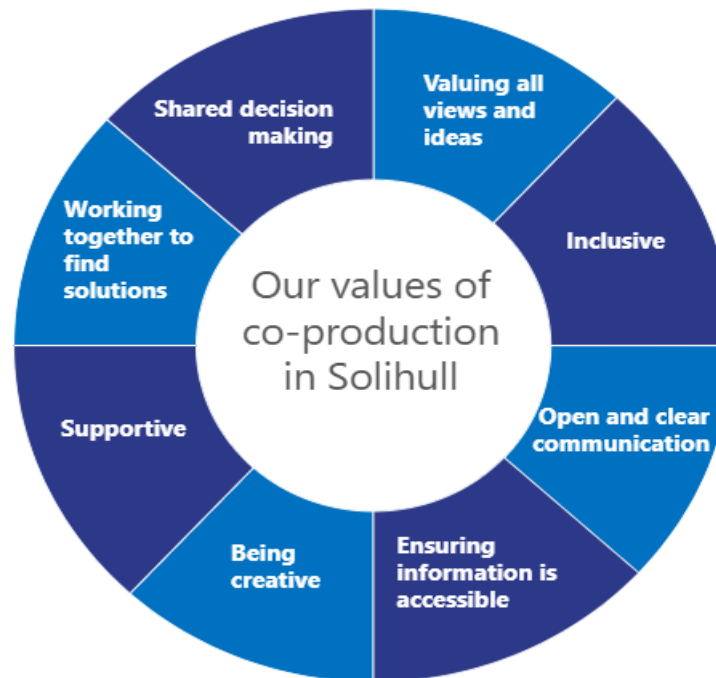 Our values of
co-production
in Solihull
Valuing all
views and
ideas
Inclusive
Open and clear
communication
Ensuring
information is
accessible
Being
creative
Supportive
Working
together to
find
solutions
Shared decision
making